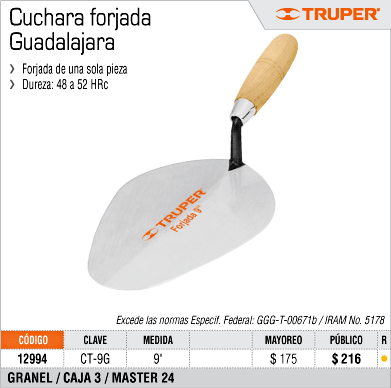 Cuchara forjada
Guadalajara
TRUPER®
› Forjada de una sola pieza
› Dureza: 48 a 52 HRc
TRUPER®
Forjada 9"
Excede las normas Especif. Federal: GGG-T-00671b / IRAM No. 5178
CÓDIGO CLAVE MEDIDA MAYOREO PÚBLICO R
12994 CT-9G 9" $ 175 $ 216
GRANEL / CAJA 3 / MASTER 24